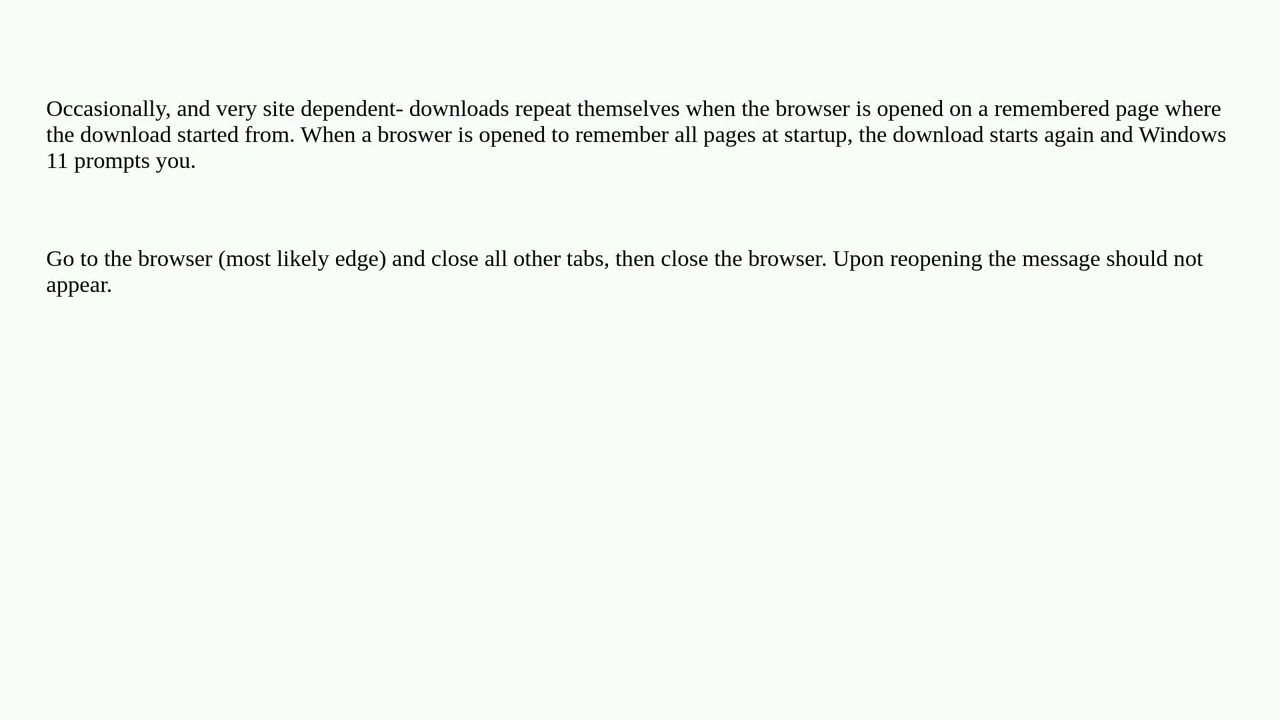 Occasionally, and very site dependent- downloads repeat themselves when the browser is opened on a remembered page where
the download started from. When a broswer is opened to remember all pages at startup, the download starts again and Windows
11 prompts you.
Go to the browser (most likely edge) and close all other tabs, then close the browser. Upon reopening the message should not
appear.